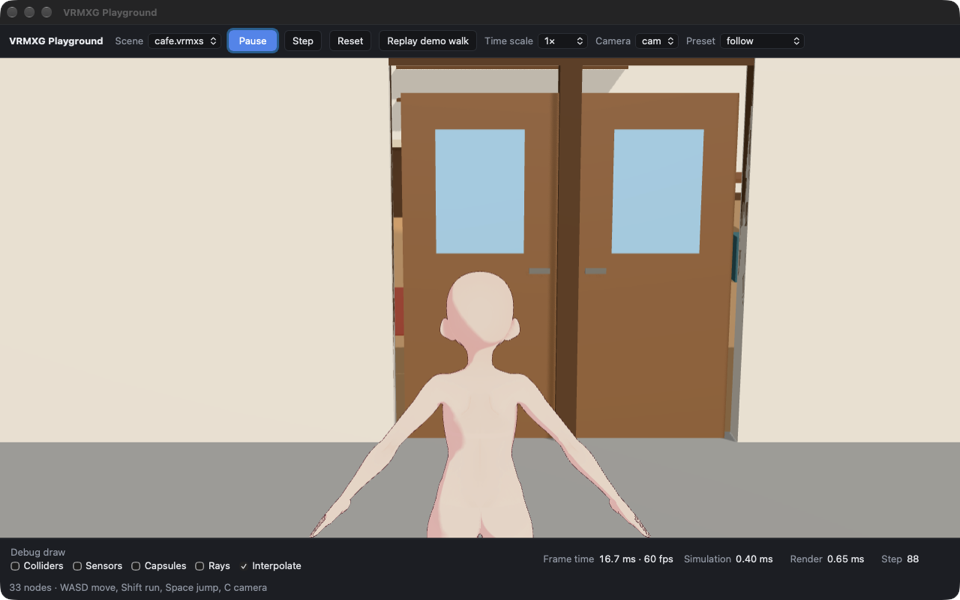 VRMXG Playground
VRMXG Playground Scene cafe.vrmxs Pause Step Reset Replay demo walk Time scale 1× Camera cam Preset follow
Debug draw
Colliders Sensors Capsules Rays ✓ Interpolate
Frame time 16.7 ms · 60 fps Simulation 0.40 ms Render 0.65 ms Step 88
33 nodes · WASD move, Shift run, Space jump, C camera